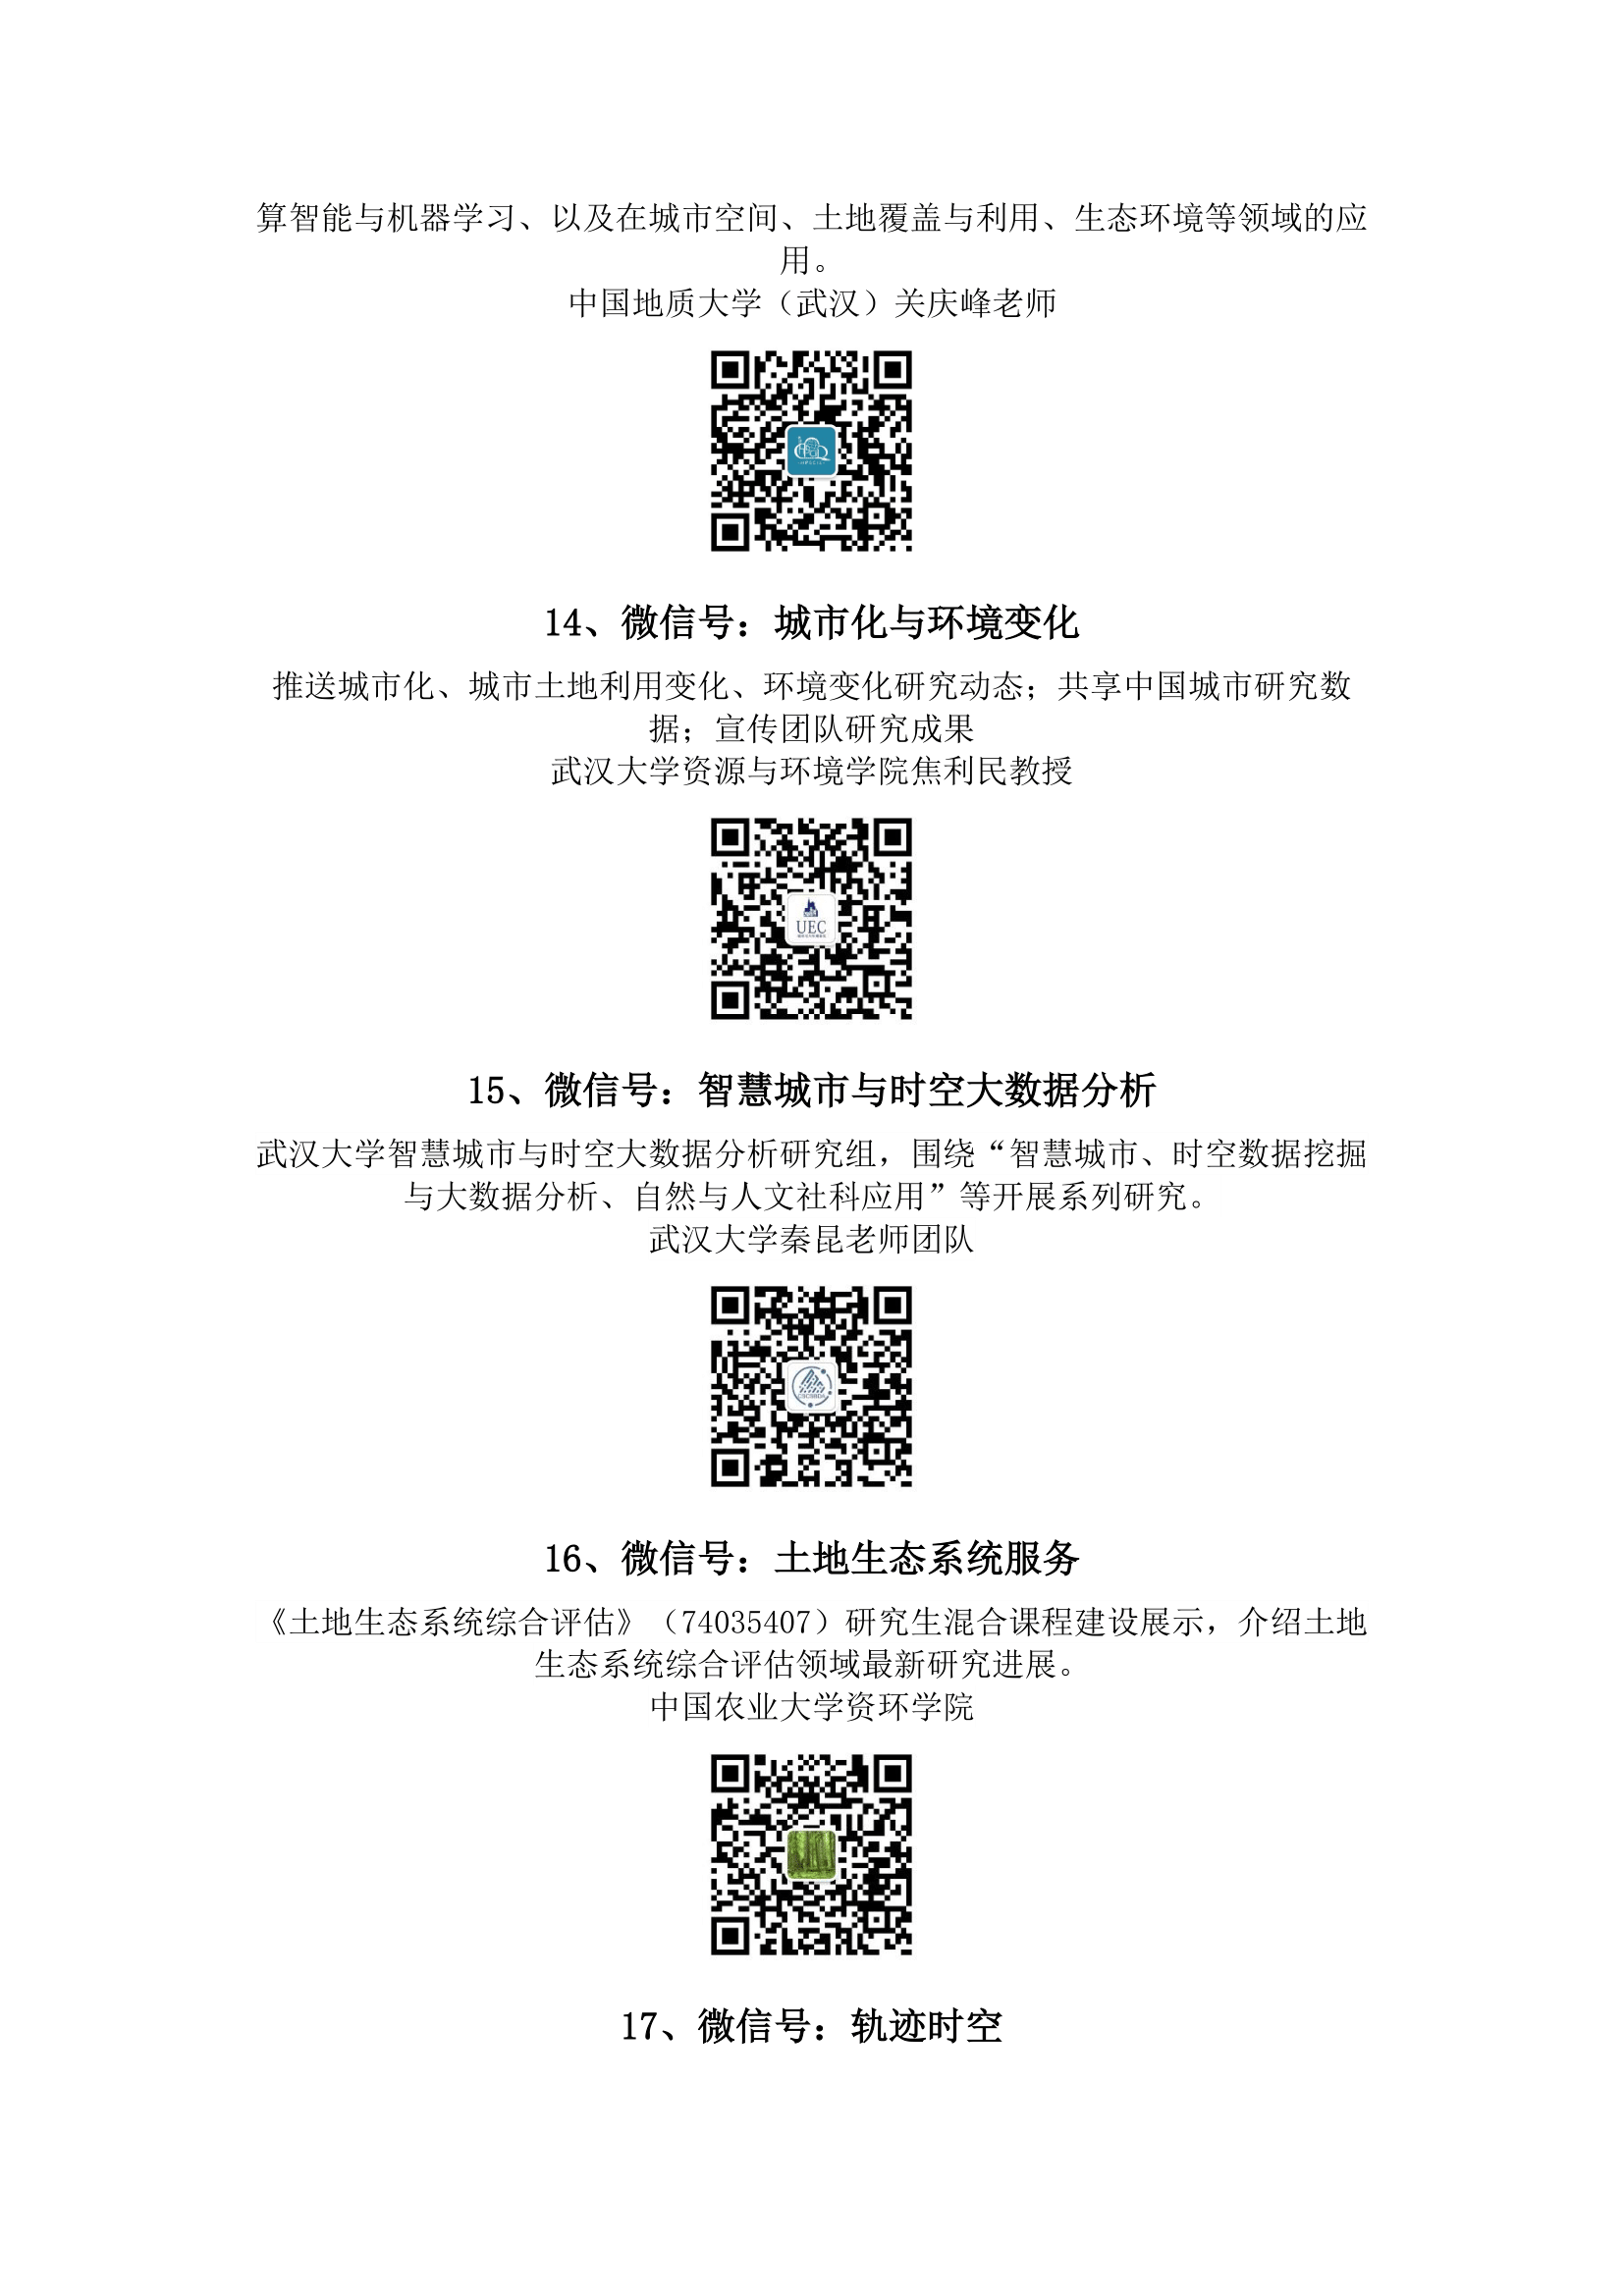 算智能与机器学习、以及在城市空间、土地覆盖与利用、生态环境等领域的应
用。
中国地质大学（武汉）关庆峰老师
14、微信号：城市化与环境变化
推送城市化、城市土地利用变化、环境变化研究动态；共享中国城市研究数
据；宣传团队研究成果
武汉大学资源与环境学院焦利民教授
UEC
15、微信号：智慧城市与时空大数据分析
武汉大学智慧城市与时空大数据分析研究组，围绕“智慧城市、时空数据挖掘
与大数据分析、自然与人文社科应用”等开展系列研究。
武汉大学秦昆老师团队
16、微信号：土地生态系统服务
《土地生态系统综合评估》（74035407）研究生混合课程建设展示，介绍土地
生态系统综合评估领域最新研究进展。
中国农业大学资环学院
17、微信号：轨迹时空